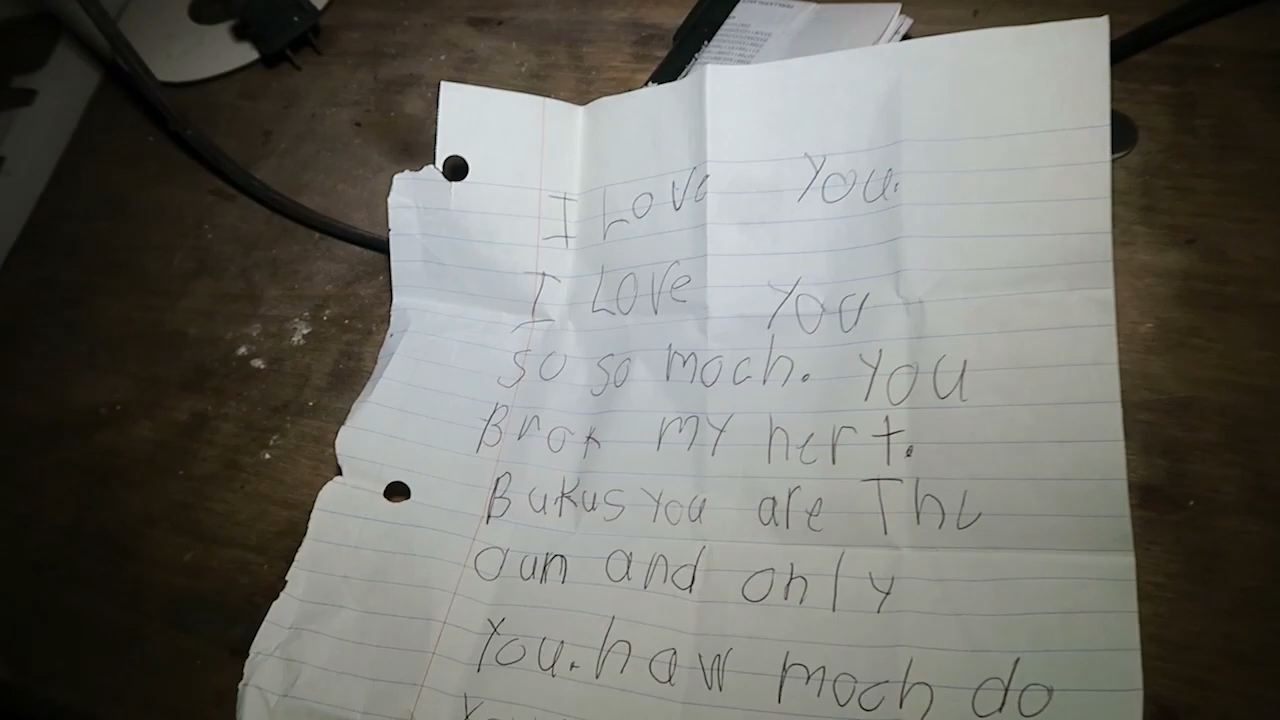 I Love You.
I Love You
so so moch. You
Brok my hert.
Bukus you are The
oun and only
You. haw moch do